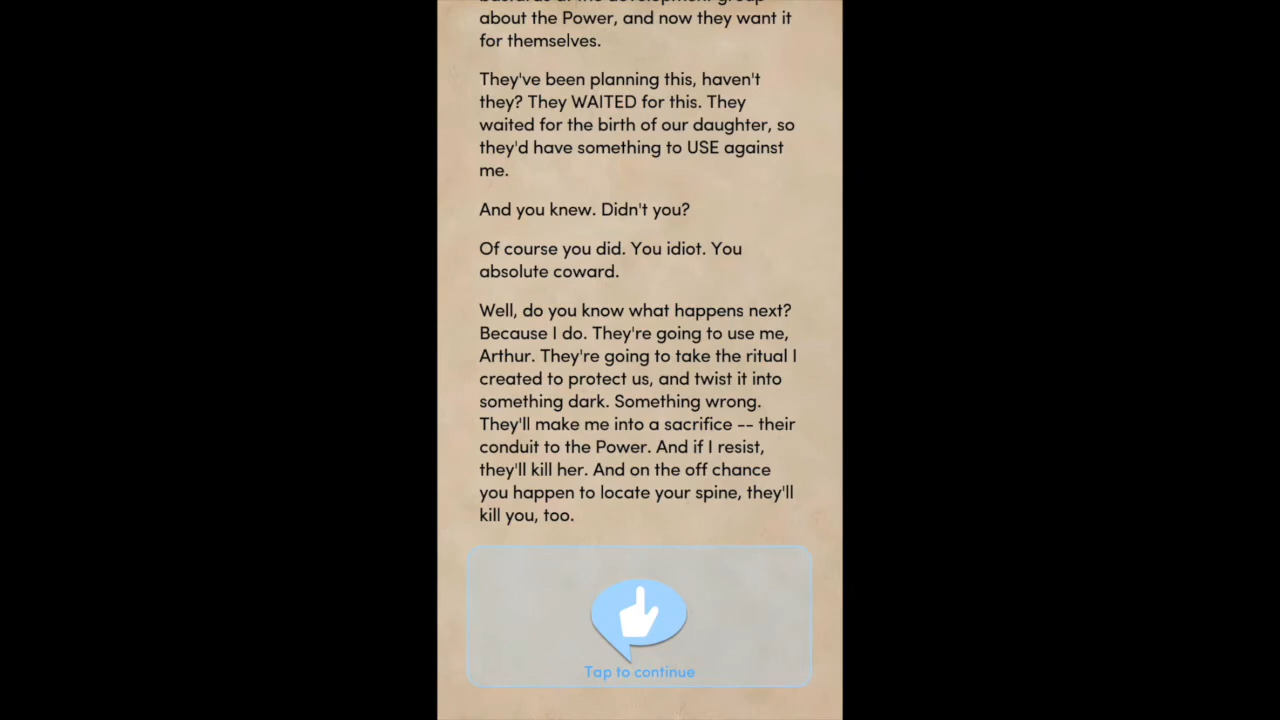 about the Power, and now they want it
for themselves.
They've been planning this, haven't
they? They WAITED for this. They
waited for the birth of our daughter, so
they'd have something to USE against
me.
And you knew. Didn't you?
Of course you did. You idiot. You
absolute coward.
Well, do you know what happens next?
Because I do. They're going to use me,
Arthur. They're going to take the ritual I
created to protect us, and twist it into
something dark. Something wrong.
They'll make me into a sacrifice -- their
conduit to the Power. And if I resist,
they'll kill her. And on the off chance
you happen to locate your spine, they'll
kill you, too.
Tap to continue